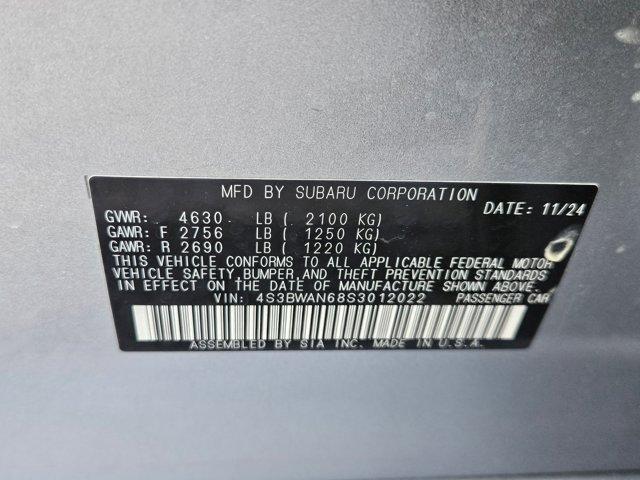 MFD BY SUBARU CORPORATION
DATE: 11/24
GVWR: 4630 LB ( 2100 KG)
GAWR: F 2756 LB ( 1250 KG)
GAWR: R 2690 LB ( 1220 KG)
THIS VEHICLE CONFORMS TO ALL APPLICABLE FEDERAL MOTOR
VEHICLE SAFETY, BUMPER, AND THEFT PREVENTION STANDARDS
IN EFFECT ON THE DATE OF MANUFACTURE SHOWN ABOVE.
VIN: 4S3BWAN68S3012022 PASSENGER CAR
ASSEMBLED BY SIA INC. MADE IN U.S.A.